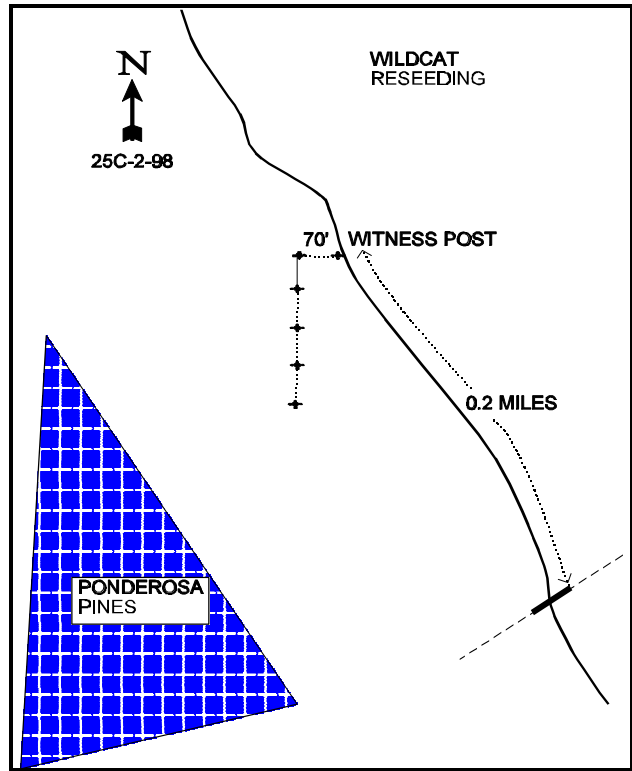 WILDCAT
RESEEDING
N
25C-2-98
70' WITNESS POST
0.2 MILES
PONDEROSA
PINES